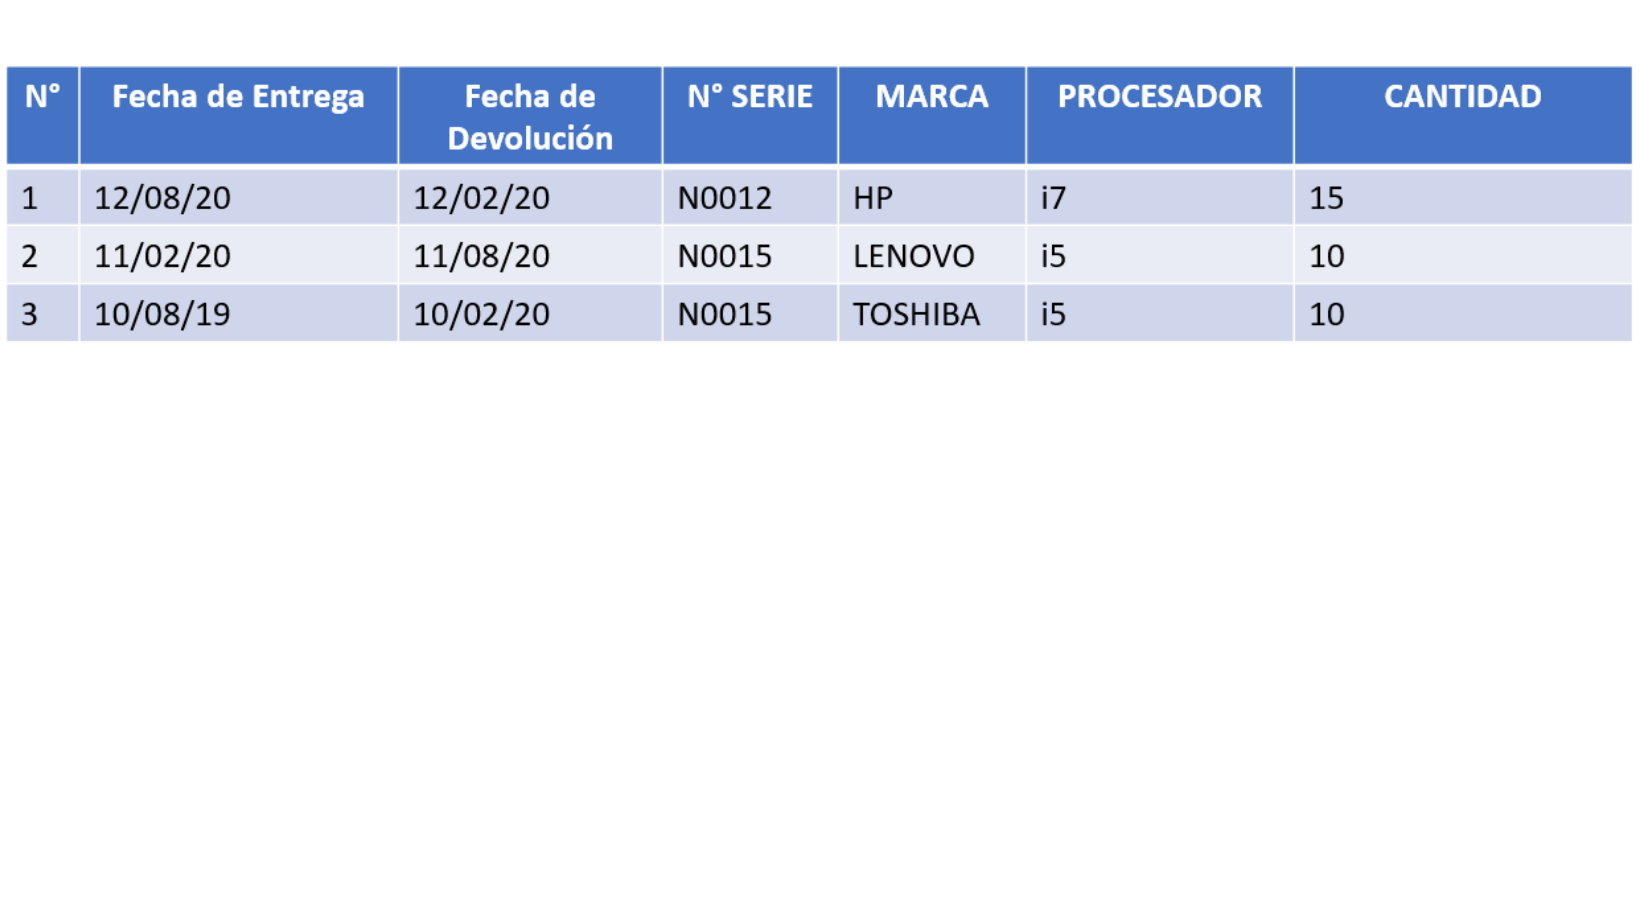 N° Fecha de Entrega Fecha de Devolución N° SERIE MARCA PROCESADOR CANTIDAD
1 12/08/20 12/02/20 N0012 HP i7 15
2 11/02/20 11/08/20 N0015 LENOVO i5 10
3 10/08/19 10/02/20 N0015 TOSHIBA i5 10